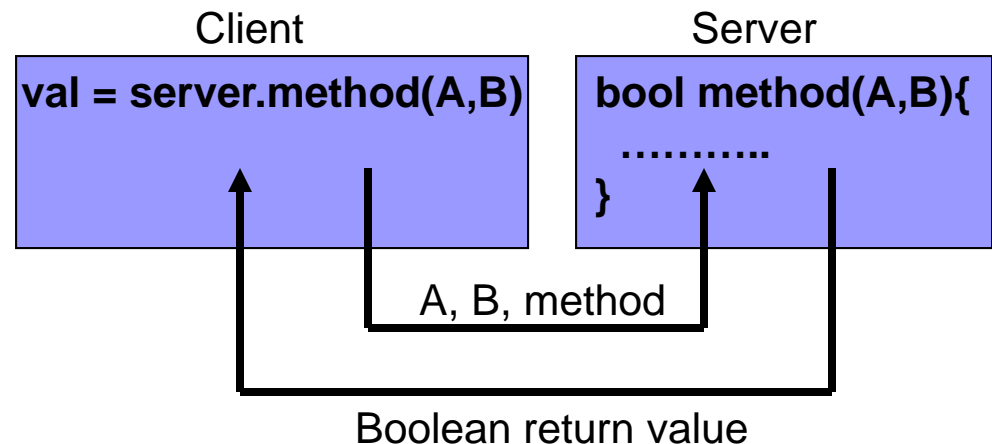 Client
Server
val = server.method(A,B)
bool method(A,B){
………..
}
A, B, method
Boolean return value